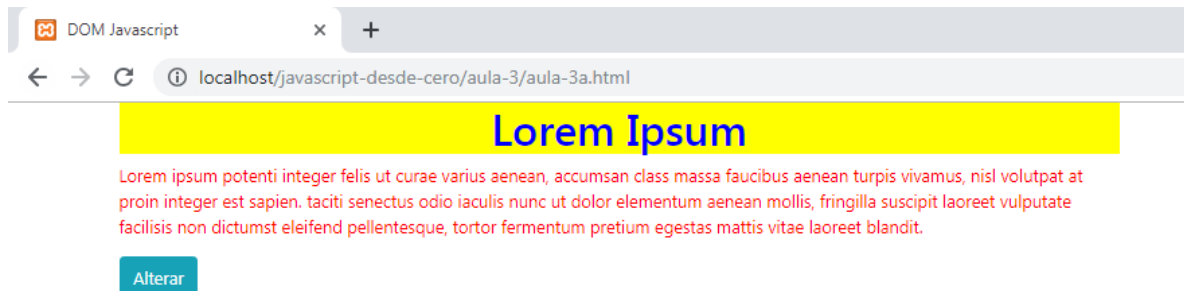 DOM Javascript
localhost/javascript-desde-cero/aula-3/aula-3a.html
Lorem Ipsum
Lorem ipsum potenti integer felis ut curae varius aenean, accumsan class massa faucibus aenean turpis vivamus, nisl volutpat at
proin integer est sapien. taciti senectus odio iaculis nunc ut dolor elementum aenean mollis, fringilla suscipit laoreet vulputate
facilisis non dictumst eleifend pellentesque, tortor fermentum pretium egestas mattis vitae laoreet blandit.
Alterar